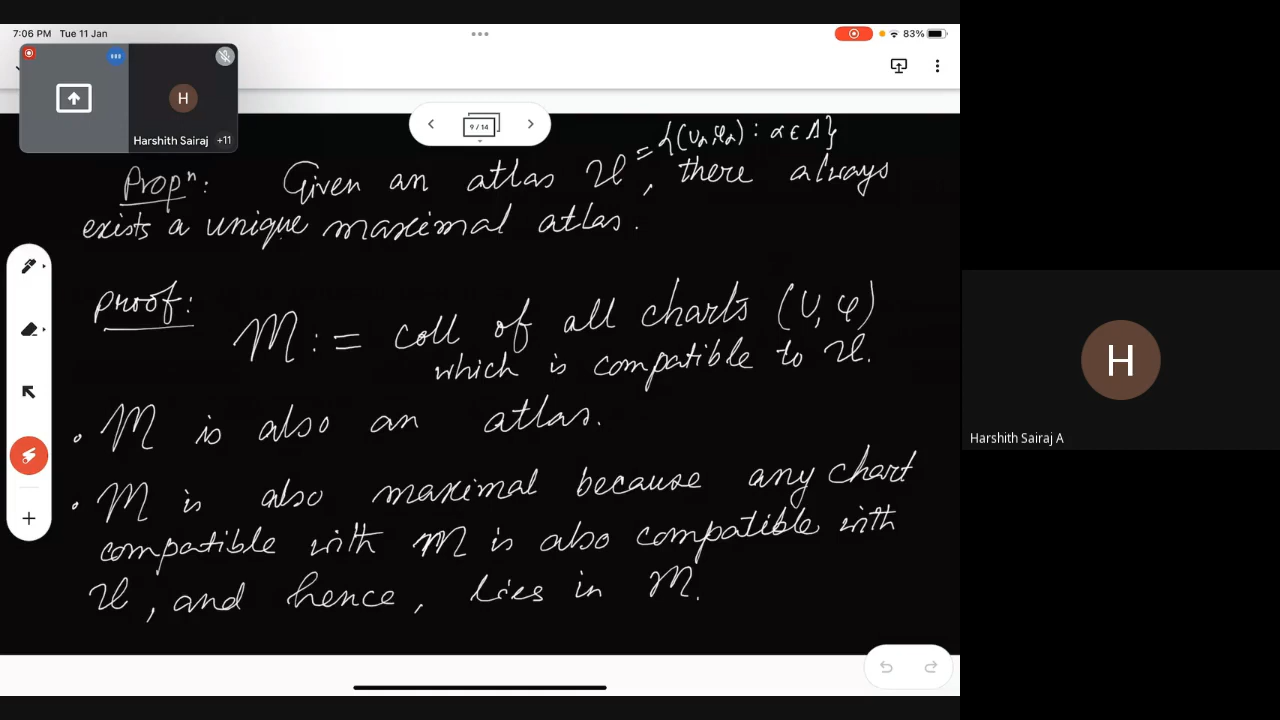 7:06 PM Tue 11 Jan
83%
H
Harshith Sairaj +11
9 / 14
= {(Uα, φα) : α ∈ Λ}
Propⁿ: Given an atlas 𝒰, there always
exists a unique maximal atlas.
proof:
M := coll of all charts (U, φ)
which is compatible to 𝒰.
• M is also an atlas.
• M is also maximal because any chart
compatible with M is also compatible with
𝒰, and hence, lies in M.
H
Harshith Sairaj A